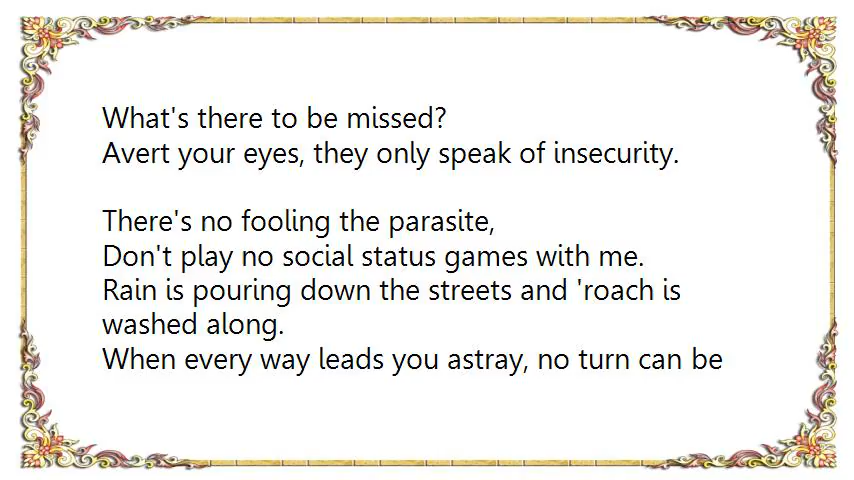 What's there to be missed?
Avert your eyes, they only speak of insecurity.
There's no fooling the parasite,
Don't play no social status games with me.
Rain is pouring down the streets and 'roach is
washed along.
When every way leads you astray, no turn can be